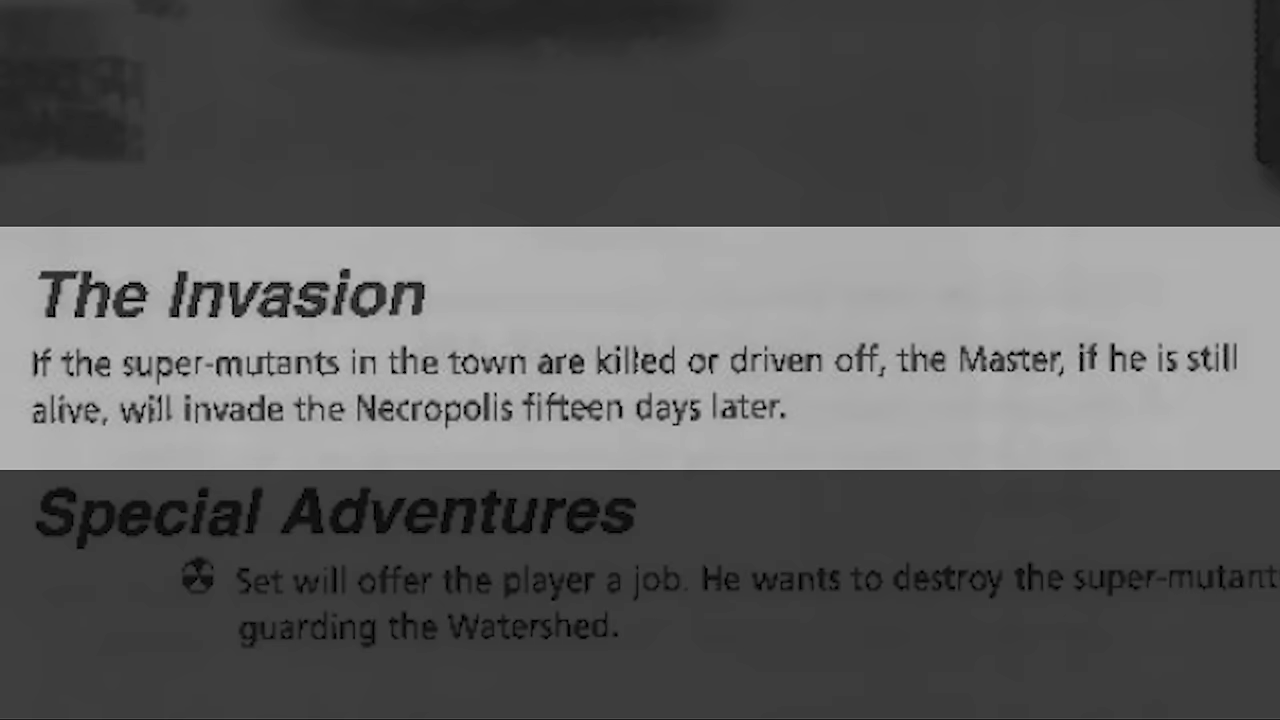 The Invasion
If the super-mutants in the town are killed or driven off, the Master, if he is still
alive, will invade the Necropolis fifteen days later.
Special Adventures
Set will offer the player a job. He wants to destroy the super-mutant
guarding the Watershed.